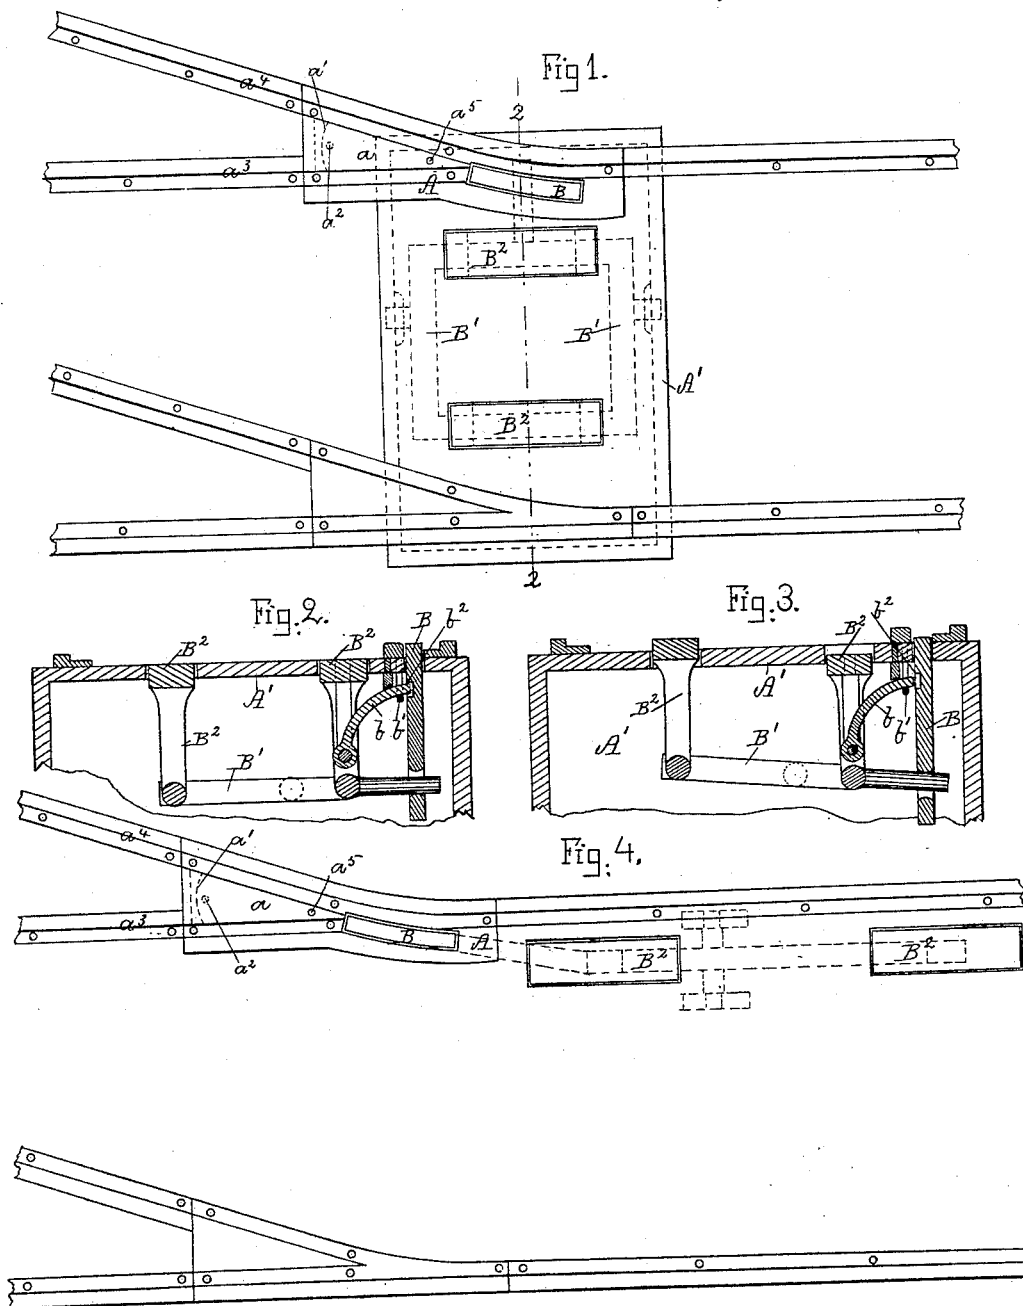 Fig 1.
a⁴
a'
a⁵
2
a
a³
A
B
a²
B²
B'
B'
A'
B²
2
Fig. 2.
B²
B²
B
b²
A'
B²
b
b'
B'
Fig. 3.
B²
b²
A'
B²
b
b'
B
A'
B'
Fig. 4.
a⁴
a'
a⁵
a
a³
B
A
B²
B²
a²